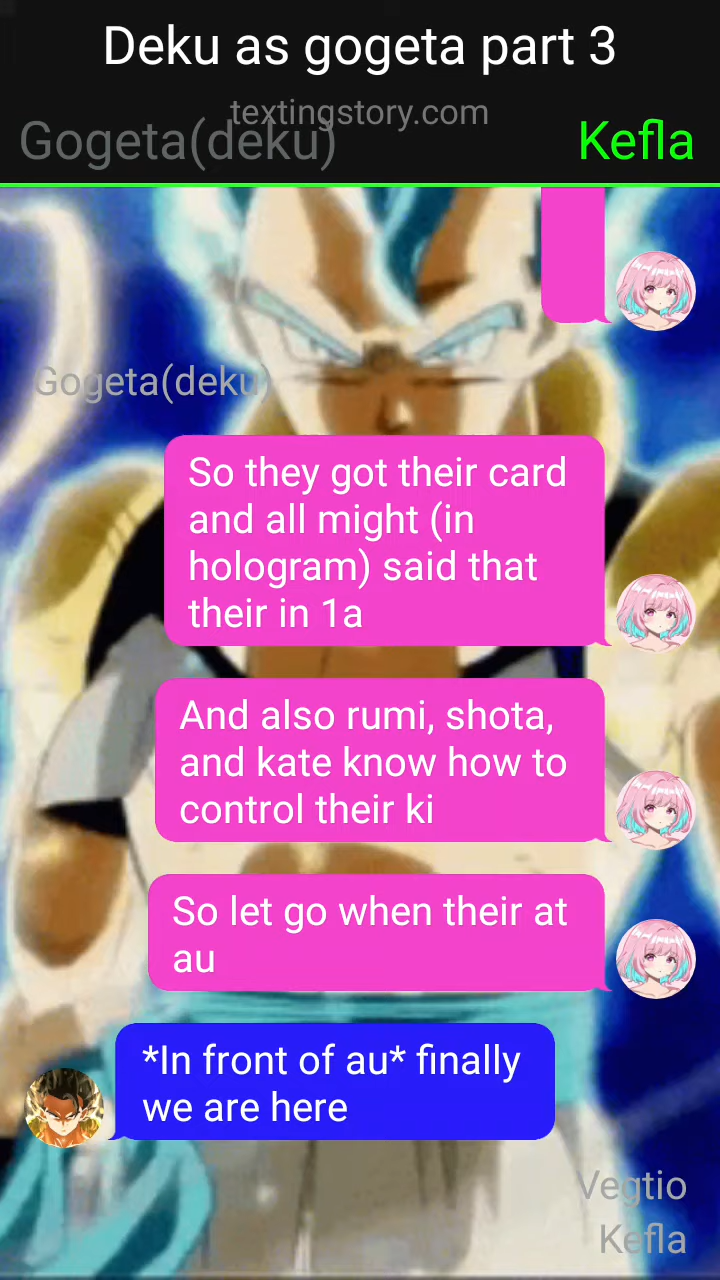 Deku as gogeta part 3
textingstory.com
Gogeta(deku)
Kefla
Gogeta(deku)
So they got their card
and all might (in
hologram) said that
their in 1a
And also rumi, shota,
and kate know how to
control their ki
So let go when their at
au
*In front of au* finally
we are here
Vegtio
Kefla